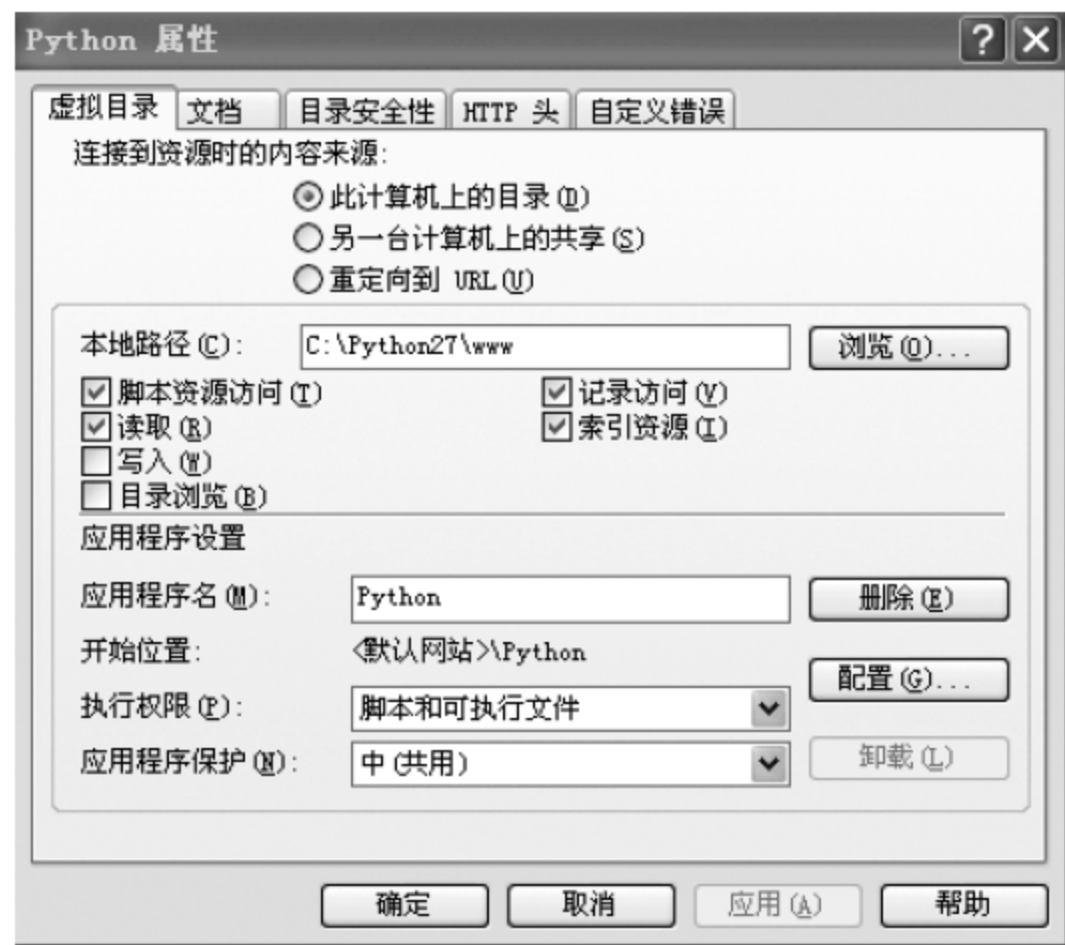 Python 属性
虚拟目录 文档 目录安全性 HTTP 头 自定义错误
连接到资源时的内容来源:
此计算机上的目录(D)
另一台计算机上的共享(S)
重定向到 URL(U)
本地路径(C): C:\Python27\www 浏览(O)...
脚本资源访问(T) 记录访问(V)
读取(R) 索引资源(I)
写入(W)
目录浏览(B)
应用程序设置
应用程序名(M): Python 删除(E)
开始位置: <默认网站>\Python
配置(G)...
执行权限(P): 脚本和可执行文件
应用程序保护(N): 中(共用) 卸载(L)
确定 取消 应用(A) 帮助